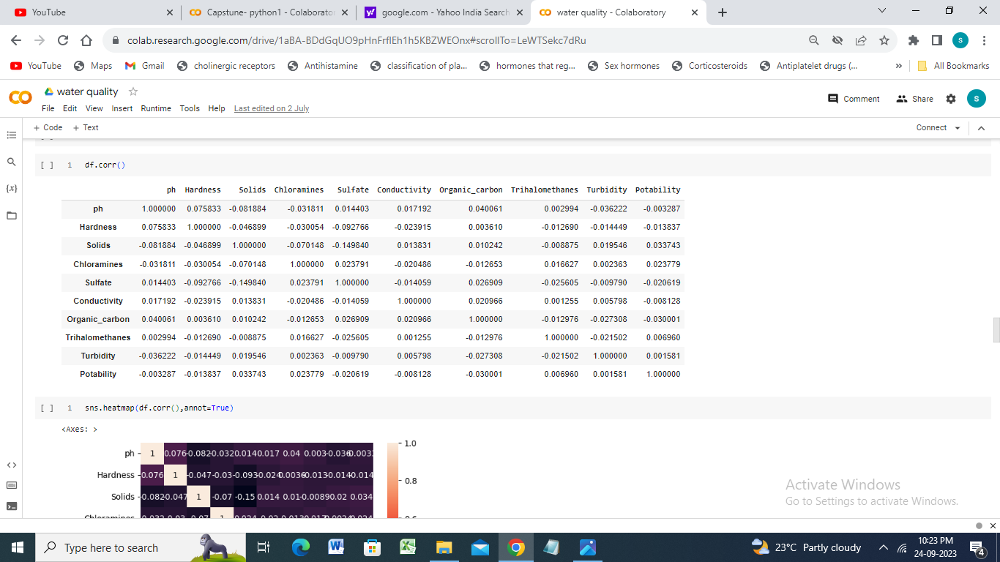 YouTube
Capstune- python1 - Colaborator
google.com - Yahoo India Search
water quality - Colaboratory
colab.research.google.com/drive/1aBA-BDdGqUO9pHnFrflEh1h5KBZWEOnx#scrollTo=LeWTSekc7dRu
S
YouTube Maps Gmail cholinergic receptors Antihistamine classification of pla... hormones that reg... Sex hormones Corticosteroids Antiplatelet drugs (... » All Bookmarks
water quality
Comment Share S
File Edit View Insert Runtime Tools Help Last edited on 2 July
+ Code + Text Connect
[ ] 1 df.corr()
ph Hardness Solids Chloramines Sulfate Conductivity Organic_carbon Trihalomethanes Turbidity Potability
ph 1.000000 0.075833 -0.081884 -0.031811 0.014403 0.017192 0.040061 0.002994 -0.036222 -0.003287
Hardness 0.075833 1.000000 -0.046899 -0.030054 -0.092766 -0.023915 0.003610 -0.012690 -0.014449 -0.013837
Solids -0.081884 -0.046899 1.000000 -0.070148 -0.149840 0.013831 0.010242 -0.008875 0.019546 0.033743
Chloramines -0.031811 -0.030054 -0.070148 1.000000 0.023791 -0.020486 -0.012653 0.016627 0.002363 0.023779
Sulfate 0.014403 -0.092766 -0.149840 0.023791 1.000000 -0.014059 0.026909 -0.025605 -0.009790 -0.020619
Conductivity 0.017192 -0.023915 0.013831 -0.020486 -0.014059 1.000000 0.020966 0.001255 0.005798 -0.008128
Organic_carbon 0.040061 0.003610 0.010242 -0.012653 0.026909 0.020966 1.000000 -0.012976 -0.027308 -0.030001
Trihalomethanes 0.002994 -0.012690 -0.008875 0.016627 -0.025605 0.001255 -0.012976 1.000000 -0.021502 0.006960
Turbidity -0.036222 -0.014449 0.019546 0.002363 -0.009790 0.005798 -0.027308 -0.021502 1.000000 0.001581
Potability -0.003287 -0.013837 0.033743 0.023779 -0.020619 -0.008128 -0.030001 0.006960 0.001581 1.000000
[ ] 1 sns.heatmap(df.corr(),annot=True)
<Axes: >
ph 1 0.076 -0.082 -0.032 0.014 0.017 0.04 0.003 -0.036 1.0
Hardness 0.076 1 -0.047 -0.03 -0.093 -0.024 0.0036 -0.013 -0.014 -0.014 0.8
Solids -0.082 -0.047 1 -0.07 -0.15 0.014 0.01 -0.0089 0.02 0.034
Activate Windows
Go to Settings to activate Windows.
Type here to search
23°C Partly cloudy
10:23 PM
24-09-2023
4